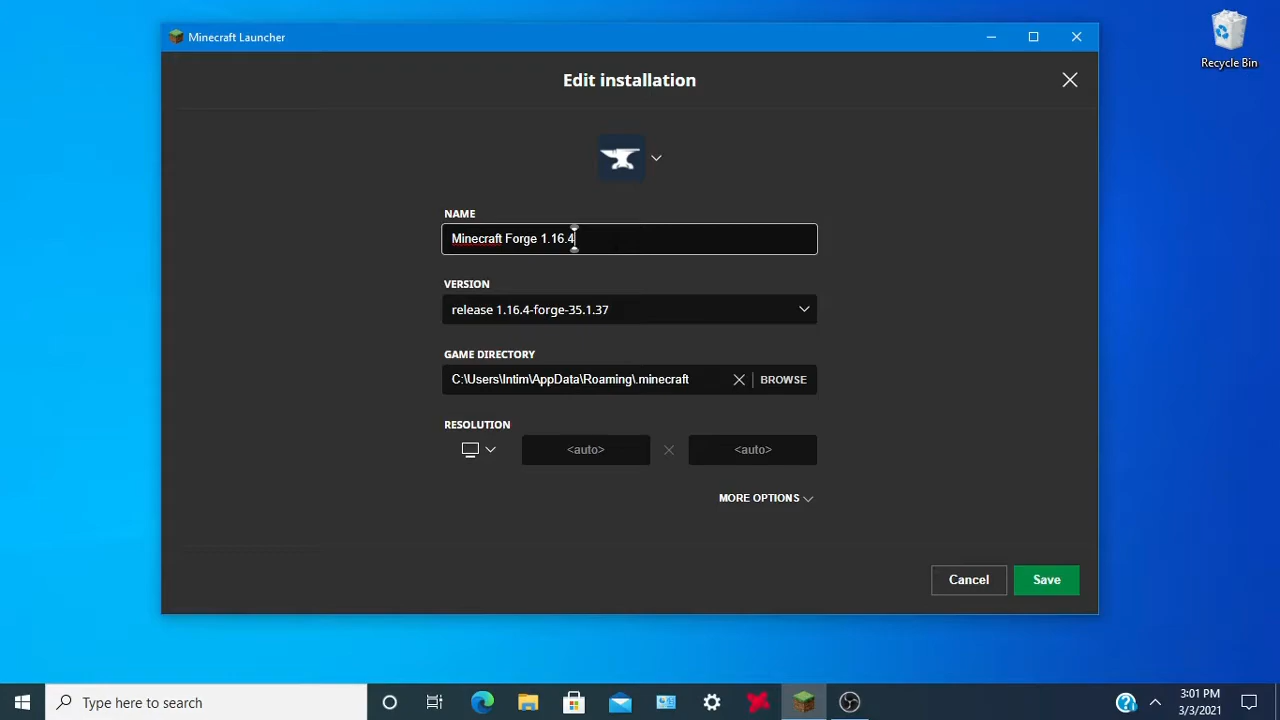 Minecraft Launcher
Recycle Bin
Edit installation
NAME
Minecraft Forge 1.16.4
VERSION
release 1.16.4-forge-35.1.37
GAME DIRECTORY
C:\Users\Intim\AppData\Roaming\.minecraft
BROWSE
RESOLUTION
<auto> <auto>
MORE OPTIONS
Cancel Save
Type here to search
3:01 PM
3/3/2021